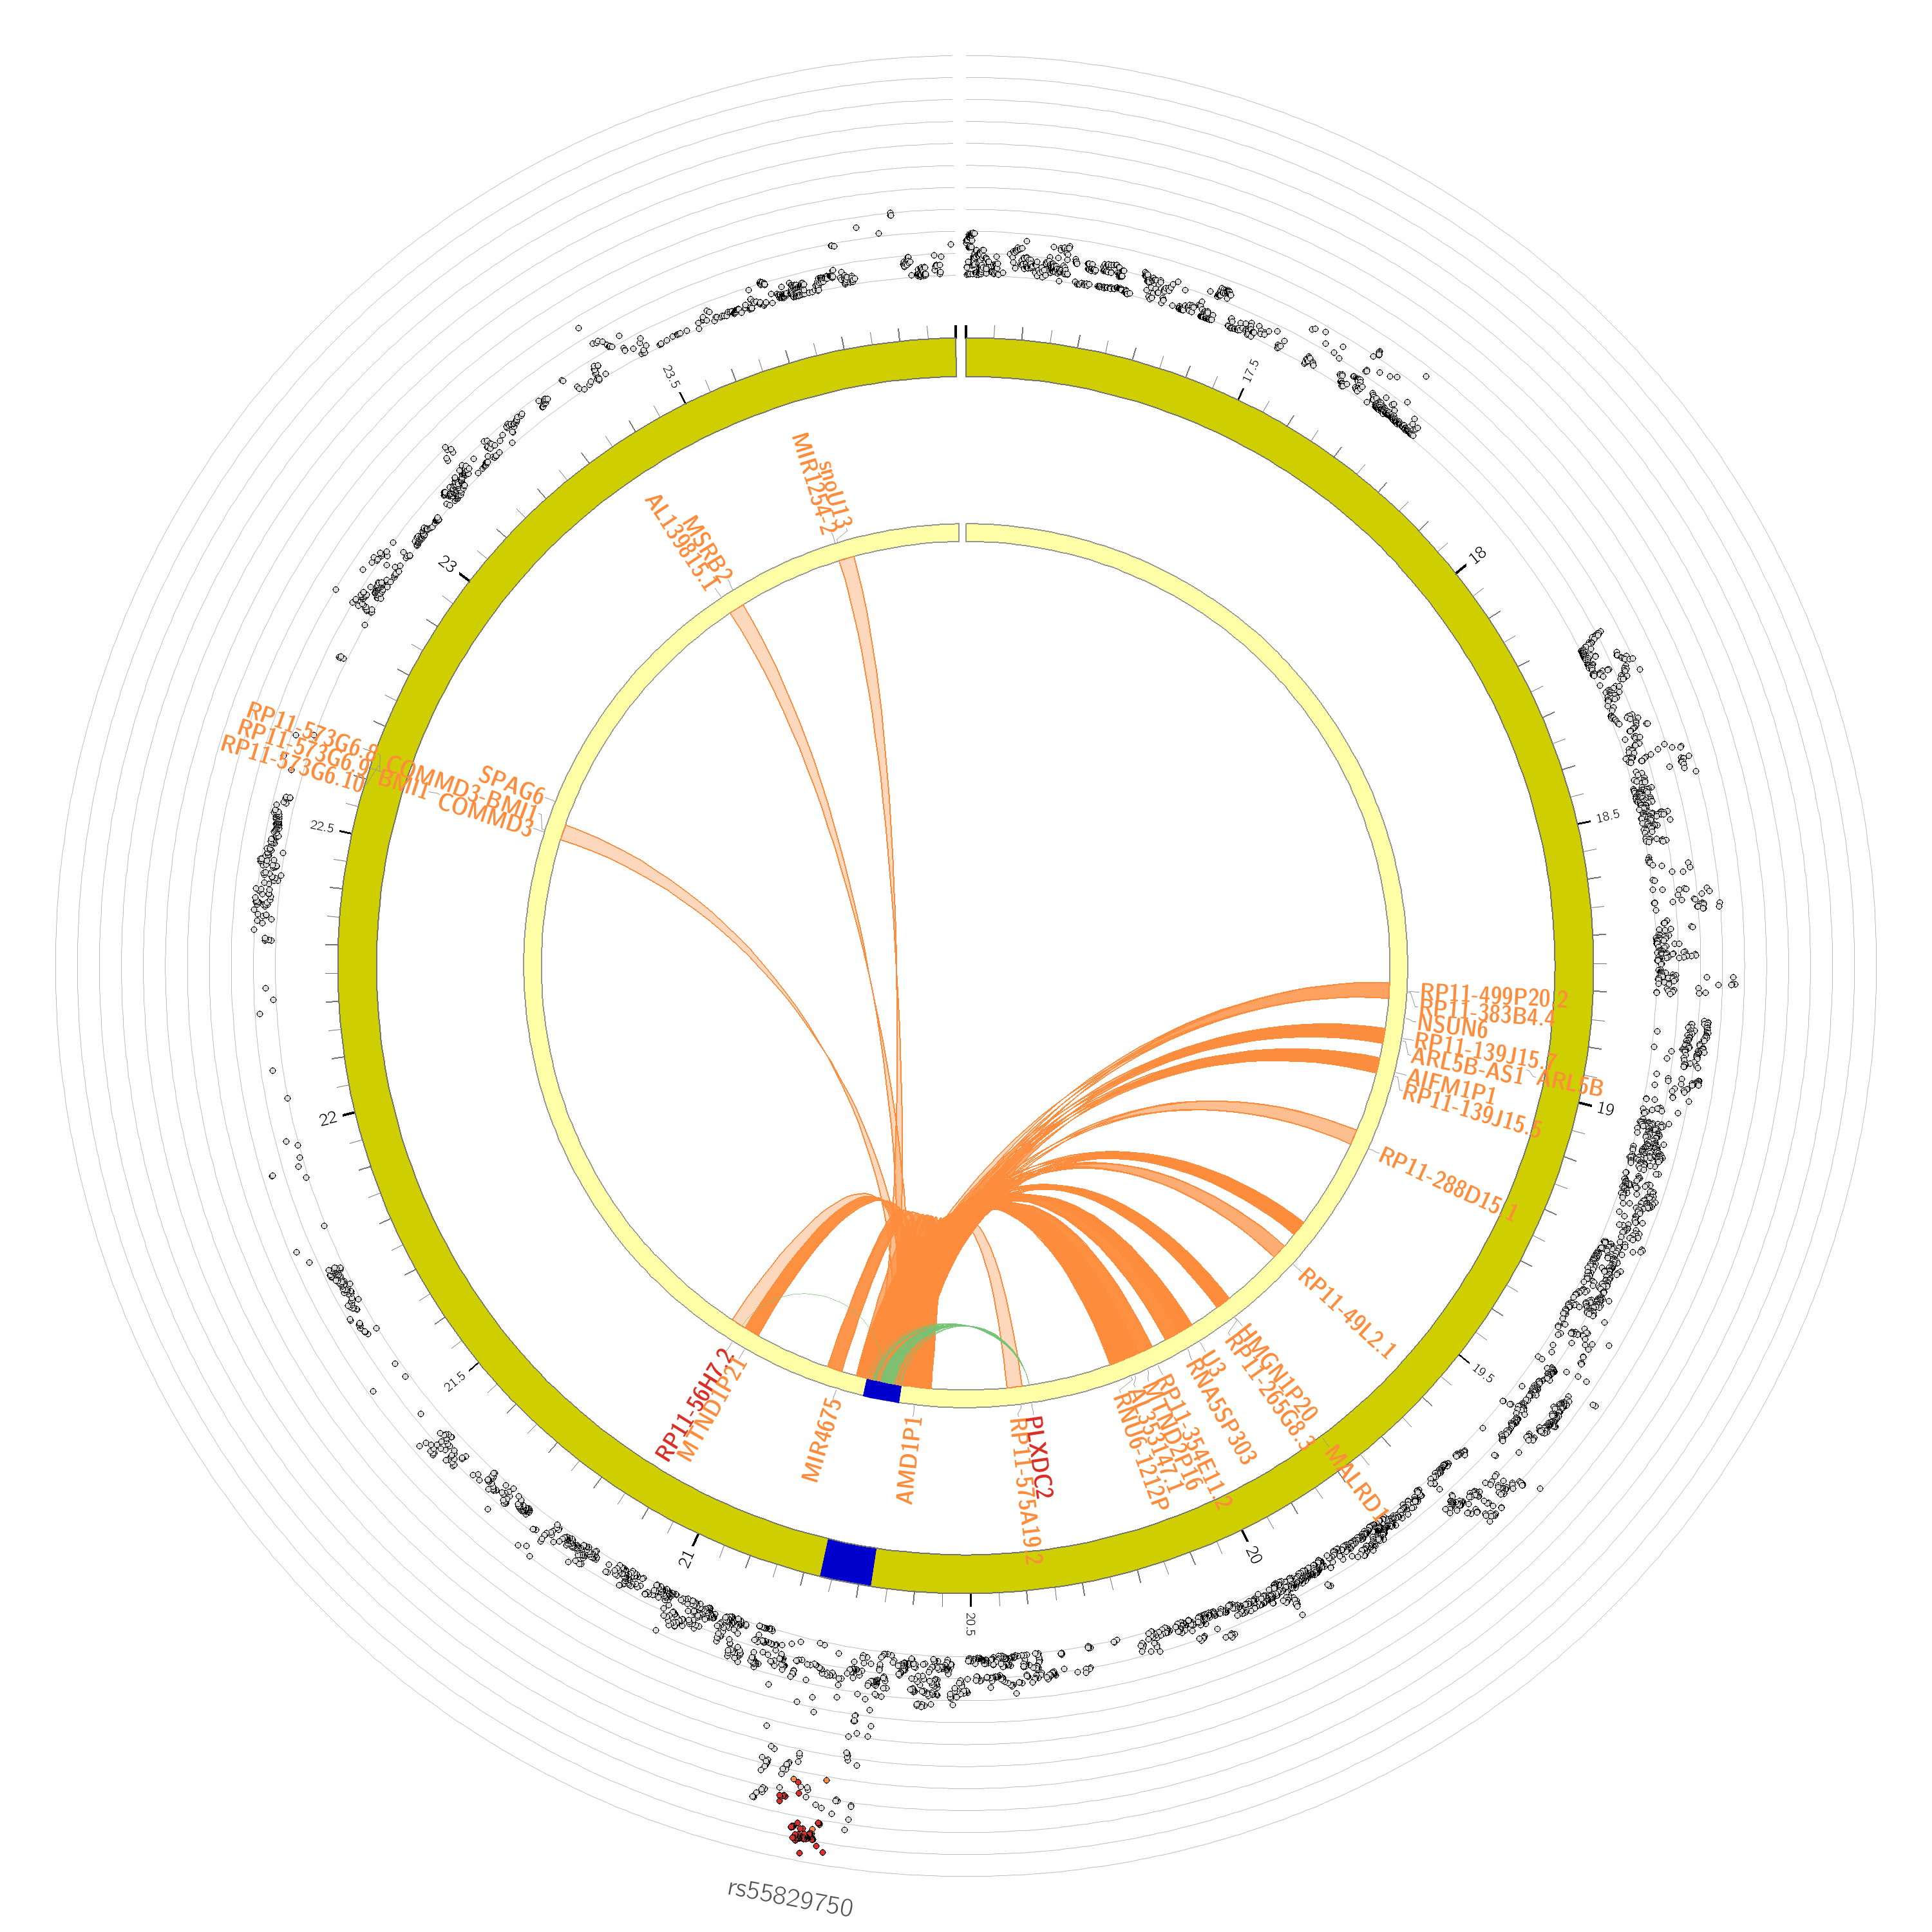 17.5
18
18.5
19
19.5
20
20.5
21
21.5
22
22.5
23
23.5
snoU13
MIR1254-2
MSRB2
AL139815.1
RP11-573G6.8
RP11-573G6.9
RP11-573G6.10
SPAG6
COMMD3-BMI1
BMI1 COMMD3
RP11-499P20.2
RP11-383B4.4
NSUN6
RP11-139J15.7
ARL5B-AS1 ARL5B
AIFM1P1
RP11-139J15.5
RP11-288D15.1
RP11-49L2.1
HMGN1P20
RP11-265G8.3
MALRD1
U3
RNA5SP303
RP11-354E11.2
MTND2P16
AL353147.1
RNU6-1212P
PLXDC2
RP11-575A19.2
AMD1P1
MIR4675
MTND1P21
RP11-56H7.2
rs55829750